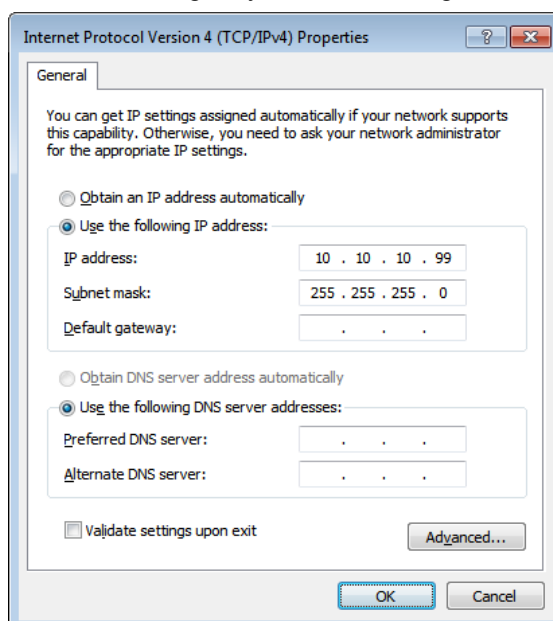 Internet Protocol Version 4 (TCP/IPv4) Properties
General
You can get IP settings assigned automatically if your network supports
this capability. Otherwise, you need to ask your network administrator
for the appropriate IP settings.
Obtain an IP address automatically
Use the following IP address:
IP address: 10 . 10 . 10 . 99
Subnet mask: 255 . 255 . 255 . 0
Default gateway: . . .
Obtain DNS server address automatically
Use the following DNS server addresses:
Preferred DNS server: . . .
Alternate DNS server: . . .
Validate settings upon exit
Advanced...
OK Cancel